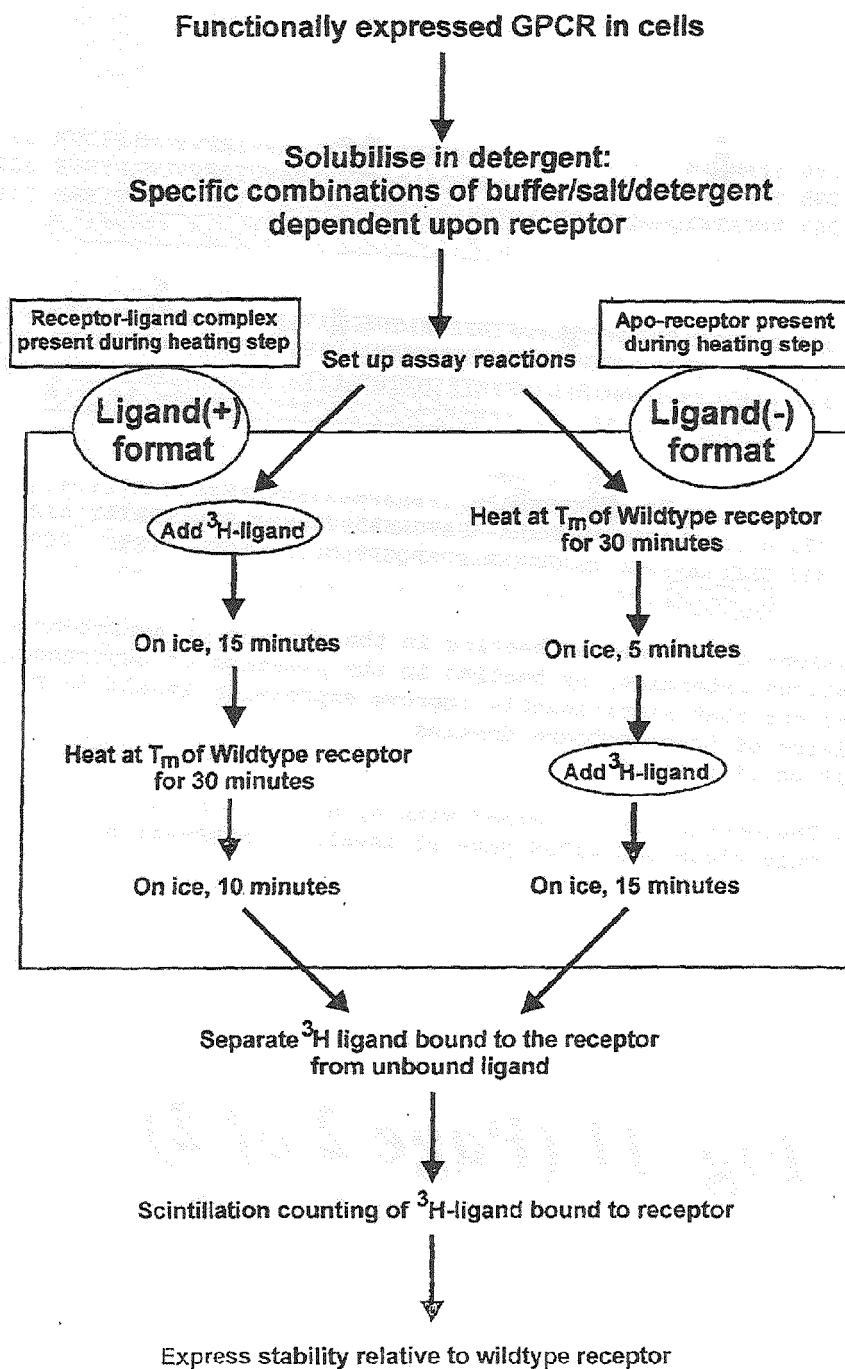 Functionally expressed GPCR in cells
Solubilise in detergent:
Specific combinations of buffer/salt/detergent
dependent upon receptor
Receptor-ligand complex
present during heating step
Set up assay reactions
Apo-receptor present
during heating step
Ligand(+)
format
Ligand(-)
format
Add ³H-ligand
On ice, 15 minutes
Heat at Tm of Wildtype receptor
for 30 minutes
On ice, 10 minutes
Heat at Tm of Wildtype receptor
for 30 minutes
On ice, 5 minutes
Add ³H-ligand
On ice, 15 minutes
Separate ³H ligand bound to the receptor
from unbound ligand
Scintillation counting of ³H-ligand bound to receptor
Express stability relative to wildtype receptor